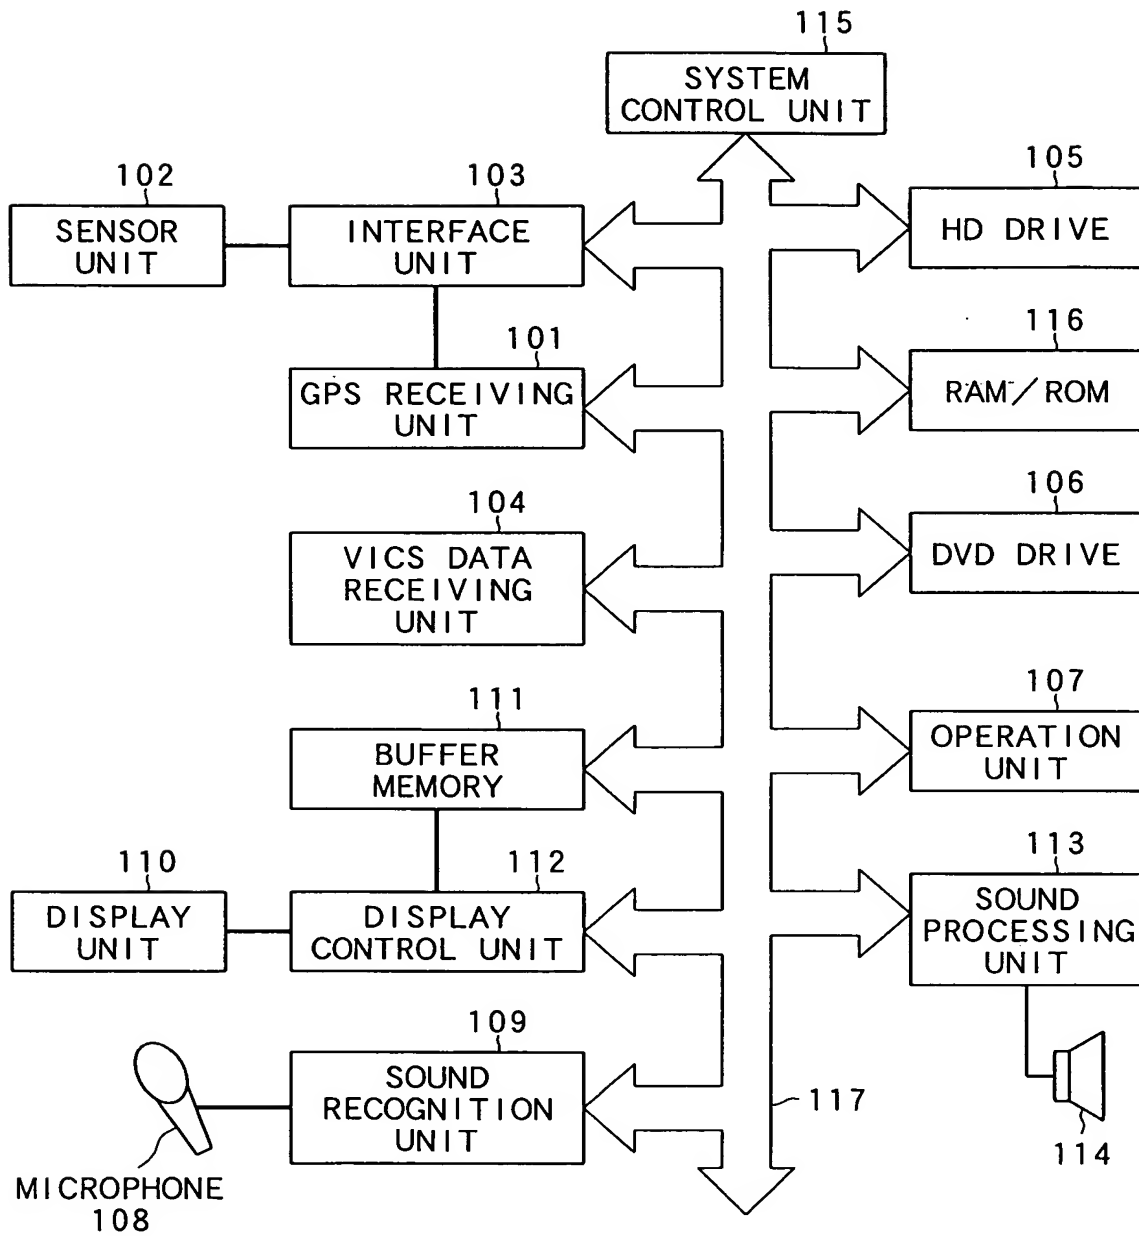 115
SYSTEM
CONTROL UNIT
102
SENSOR
UNIT
103
INTERFACE
UNIT
105
HD DRIVE
101
GPS RECEIVING
UNIT
116
RAM/ROM
104
VICS DATA
RECEIVING
UNIT
106
DVD DRIVE
111
BUFFER
MEMORY
107
OPERATION
UNIT
110
DISPLAY
UNIT
112
DISPLAY
CONTROL UNIT
113
SOUND
PROCESSING
UNIT
109
SOUND
RECOGNITION
UNIT
MICROPHONE
108
117
114